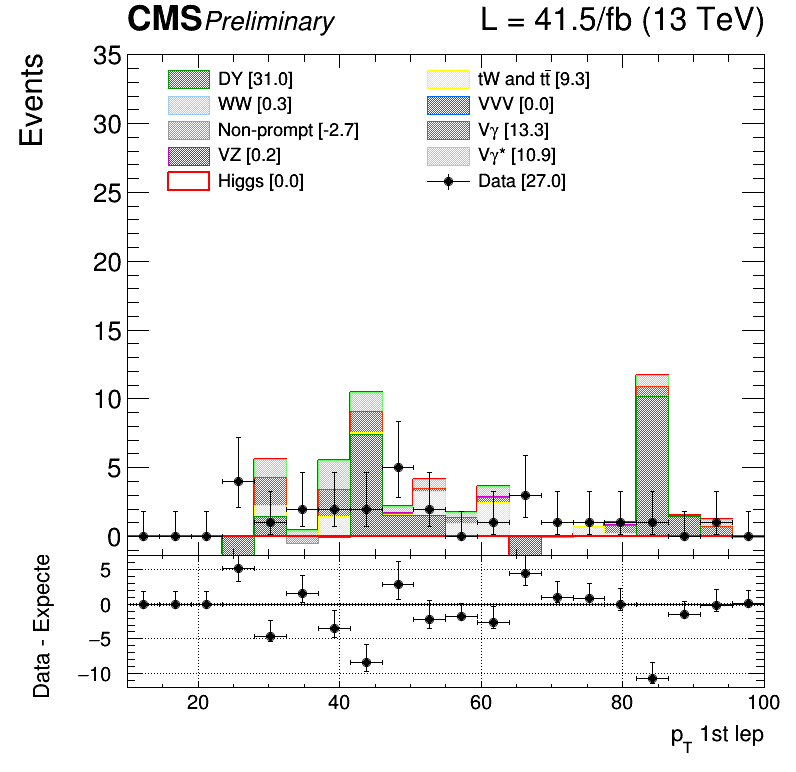 CMS Preliminary L = 41.5/fb (13 TeV)
Events
35
30
25
20
15
10
5
0
DY [31.0]
WW [0.3]
Non-prompt [-2.7]
VZ [0.2]
Higgs [0.0]
tW and tt̄ [9.3]
VVV [0.0]
Vγ [13.3]
Vγ* [10.9]
Data [27.0]
Data - Expecte
5
0
−5
−10
20 40 60 80 100
p_T 1st lep